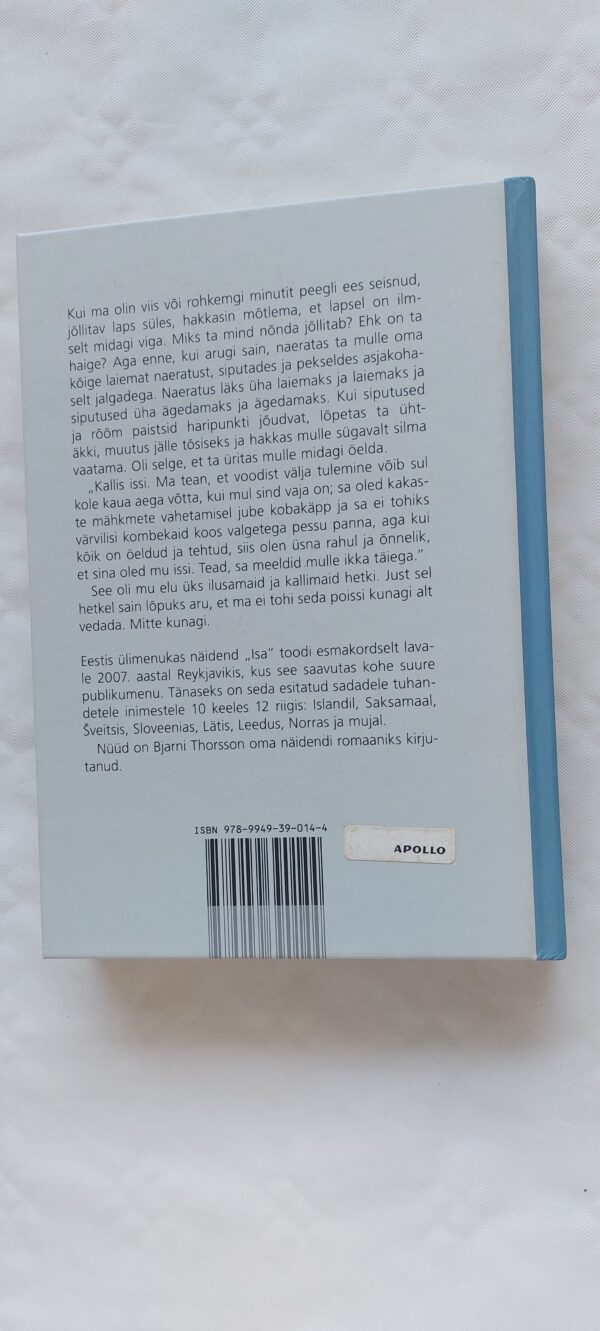 Kui ma olin viis või rohkemgi minutit peegli ees seisnud,
jõllitav laps süles, hakkasin mõtlema, et lapsel on ilm-
selt midagi viga. Miks ta mind nõnda jõllitab? Ehk on ta
haige? Aga enne, kui arugi sain, naeratas ta mulle oma
kõige laiemat naeratust, siputades ja pekseldes asjakoha-
selt jalgadega. Naeratus läks üha laiemaks ja laiemaks ja
siputused üha ägedamaks ja ägedamaks. Kui siputused
ja rõõm paistsid haripunkti jõudvat, lõpetas ta üht-
äkki, muutus jälle tõsiseks ja hakkas mulle sügavalt silma
vaatama. Oli selge, et ta üritas mulle midagi öelda.
„Kallis issi. Ma tean, et voodist välja tulemine võib sul
kole kaua aega võtta, kui mul sind vaja on; sa oled kakas-
te mähkmete vahetamisel jube kobakäpp ja sa ei tohiks
värvilisi kombekaid koos valgetega pessu panna, aga kui
kõik on öeldud ja tehtud, siis olen üsna rahul ja õnnelik,
et sina oled mu issi. Tead, sa meeldid mulle ikka täiega.”
See oli mu elu üks ilusamaid ja kallimaid hetki. Just sel
hetkel sain lõpuks aru, et ma ei tohi seda poissi kunagi alt
vedada. Mitte kunagi.
Eestis ülimenukas näidend „Isa” toodi esmakordselt lava-
le 2007. aastal Reykjavikis, kus see saavutas kohe suure
publikumenu. Tänaseks on seda esitatud sadadele tuhan-
detele inimestele 10 keeles 12 riigis: Islandil, Saksamaal,
Šveitsis, Sloveenias, Lätis, Leedus, Norras ja mujal.
Nüüd on Bjarni Thorsson oma näidendi romaaniks kirju-
tanud.
ISBN 978-9949-39-014-4
APOLLO